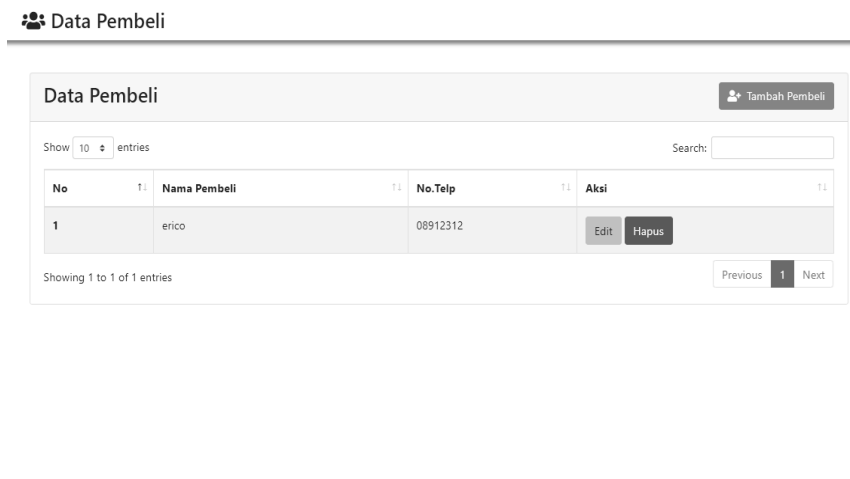 Data Pembeli
Data Pembeli Tambah Pembeli
Show 10 entries Search:
No Nama Pembeli No.Telp Aksi
1 erico 08912312 Edit Hapus
Showing 1 to 1 of 1 entries Previous 1 Next